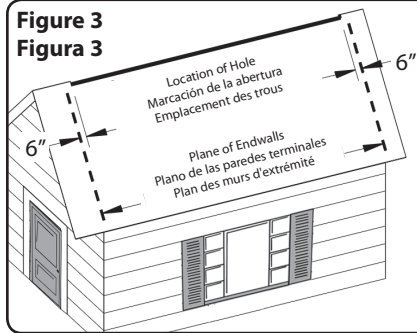 Figure 3
Figura 3
Location of Hole
Marcación de la abertura
Emplacement des trous
6”
6”
Plane of Endwalls
Plano de las paredes terminales
Plan des murs d'extrémité